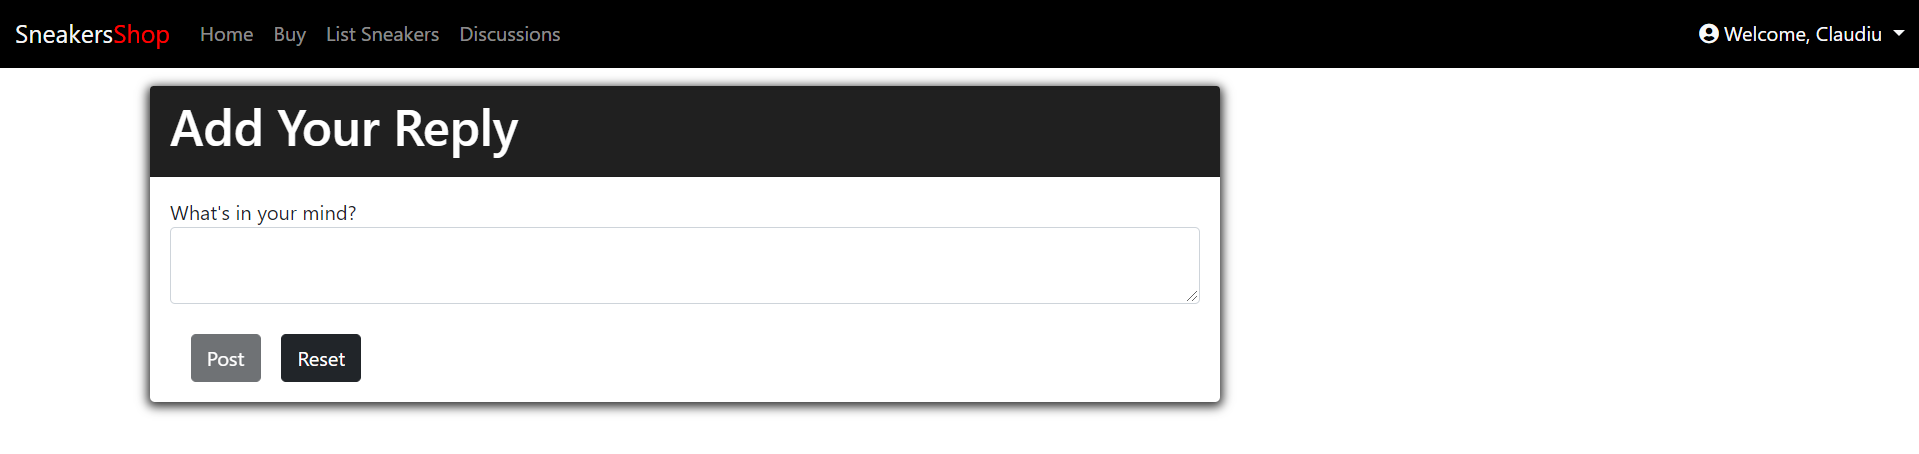 SneakersShop Home Buy List Sneakers Discussions Welcome, Claudiu
Add Your Reply
What's in your mind?
Post Reset